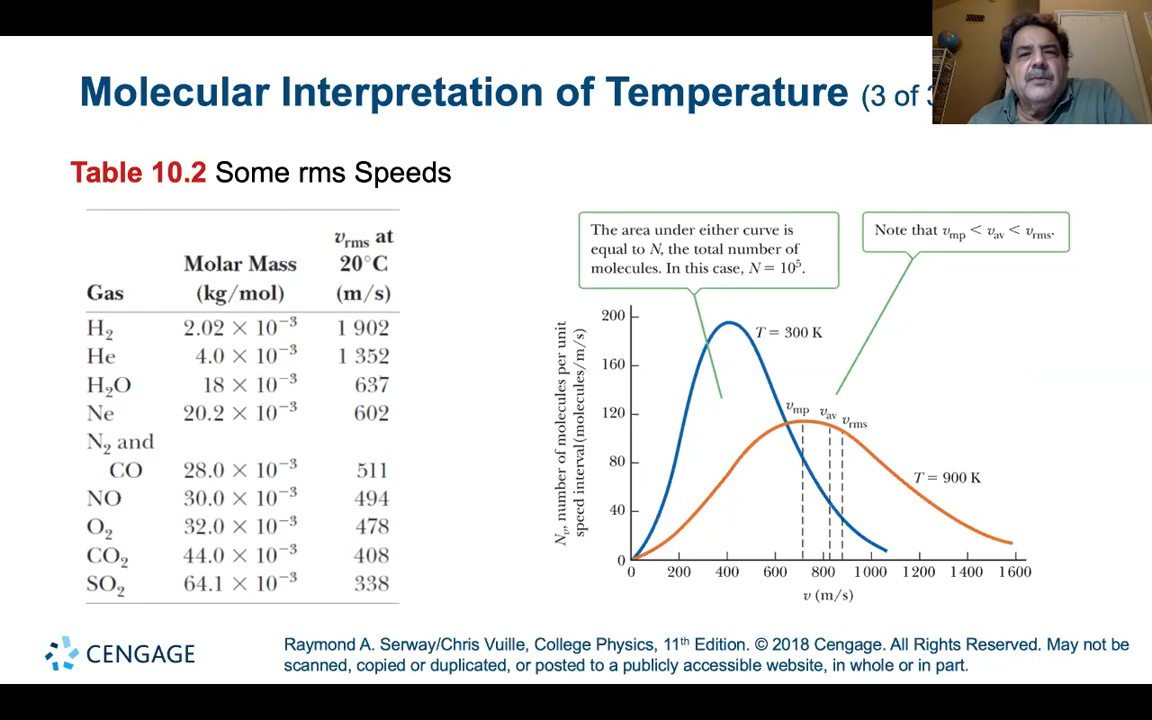 Molecular Interpretation of Temperature (3 of
Table 10.2 Some rms Speeds
Gas Molar Mass (kg/mol) vrms at 20°C (m/s)
H₂ 2.02 × 10⁻³ 1 902
He 4.0 × 10⁻³ 1 352
H₂O 18 × 10⁻³ 637
Ne 20.2 × 10⁻³ 602
N₂ and
CO 28.0 × 10⁻³ 511
NO 30.0 × 10⁻³ 494
O₂ 32.0 × 10⁻³ 478
CO₂ 44.0 × 10⁻³ 408
SO₂ 64.1 × 10⁻³ 338
The area under either curve is
equal to N, the total number of
molecules. In this case, N = 10⁵.
Note that vmp < vav < vrms.
Nv, number of molecules per unit
speed interval (molecules/m/s)
200
160
120
80
40
0
T = 300 K
vmp vav vrms
T = 900 K
0 200 400 600 800 1000 1200 1400 1600
v (m/s)
CENGAGE
Raymond A. Serway/Chris Vuille, College Physics, 11th Edition. © 2018 Cengage. All Rights Reserved. May not be
scanned, copied or duplicated, or posted to a publicly accessible website, in whole or in part.